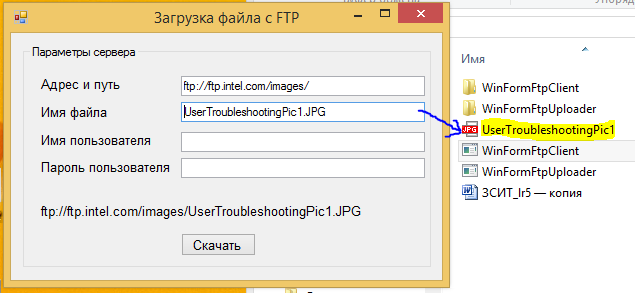 Загрузка файла с FTP
Параметры сервера
Адрес и путь
ftp://ftp.intel.com/images/
Имя файла
UserTroubleshootingPic1.JPG
Имя пользователя
Пароль пользователя
ftp://ftp.intel.com/images/UserTroubleshootingPic1.JPG
Скачать
Имя
WinFormFtpClient
WinFormFtpUploader
JPG
UserTroubleshootingPic1
WinFormFtpClient
WinFormFtpUploader
ЗСИТ_lr5 — копия